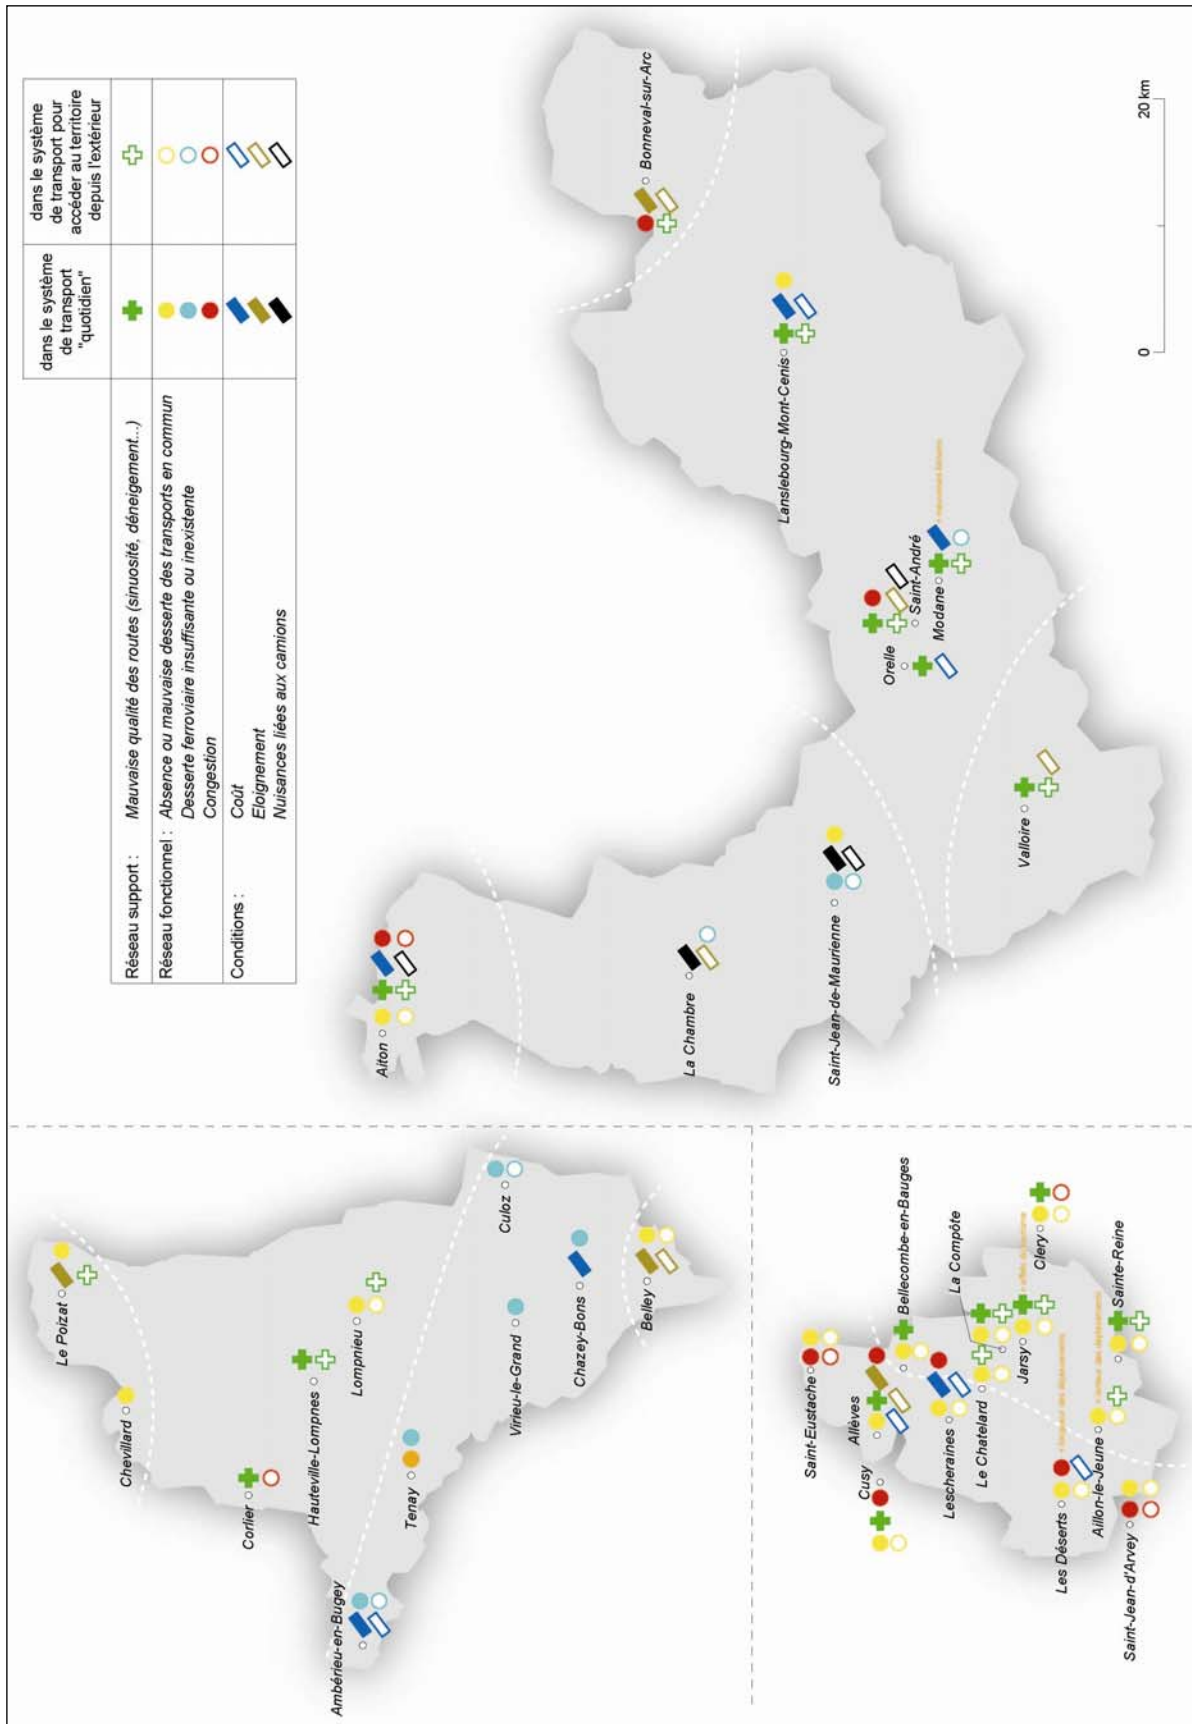 dans le système
de transport
"quotidien"
dans le système
de transport pour
accéder au territoire
depuis l'extérieur
Réseau support :
Mauvaise qualité des routes (sinuosité, déneigement...)
Réseau fonctionnel :
Absence ou mauvaise desserte des transports en commun
Desserte ferroviaire insuffisante ou inexistente
Congestion
Conditions :
Coût
Eloignement
Nuisances liées aux camions
Le Poizat
Chevillard
Corlier
Hauteville-Lompnes
Lompnieu
Ambérieu-en-Bugey
Tenay
Culoz
Virieu-le-Grand
Chazey-Bons
Belley
Aiton
La Chambre
Saint-Jean-de-Maurienne
Valloire
Orelle
Saint-André
Modane
Lanslebourg-Mont-Cenis
Bonneval-sur-Arc
0
20 km
Saint-Eustache
Cusy
Allèves
Bellecombe-en-Bauges
Lescheraines
Le Chatelard
La Compôte
Jarsy
Clery
Les Déserts
Aillon-le-Jeune
Sainte-Reine
Saint-Jean-d'Arvey